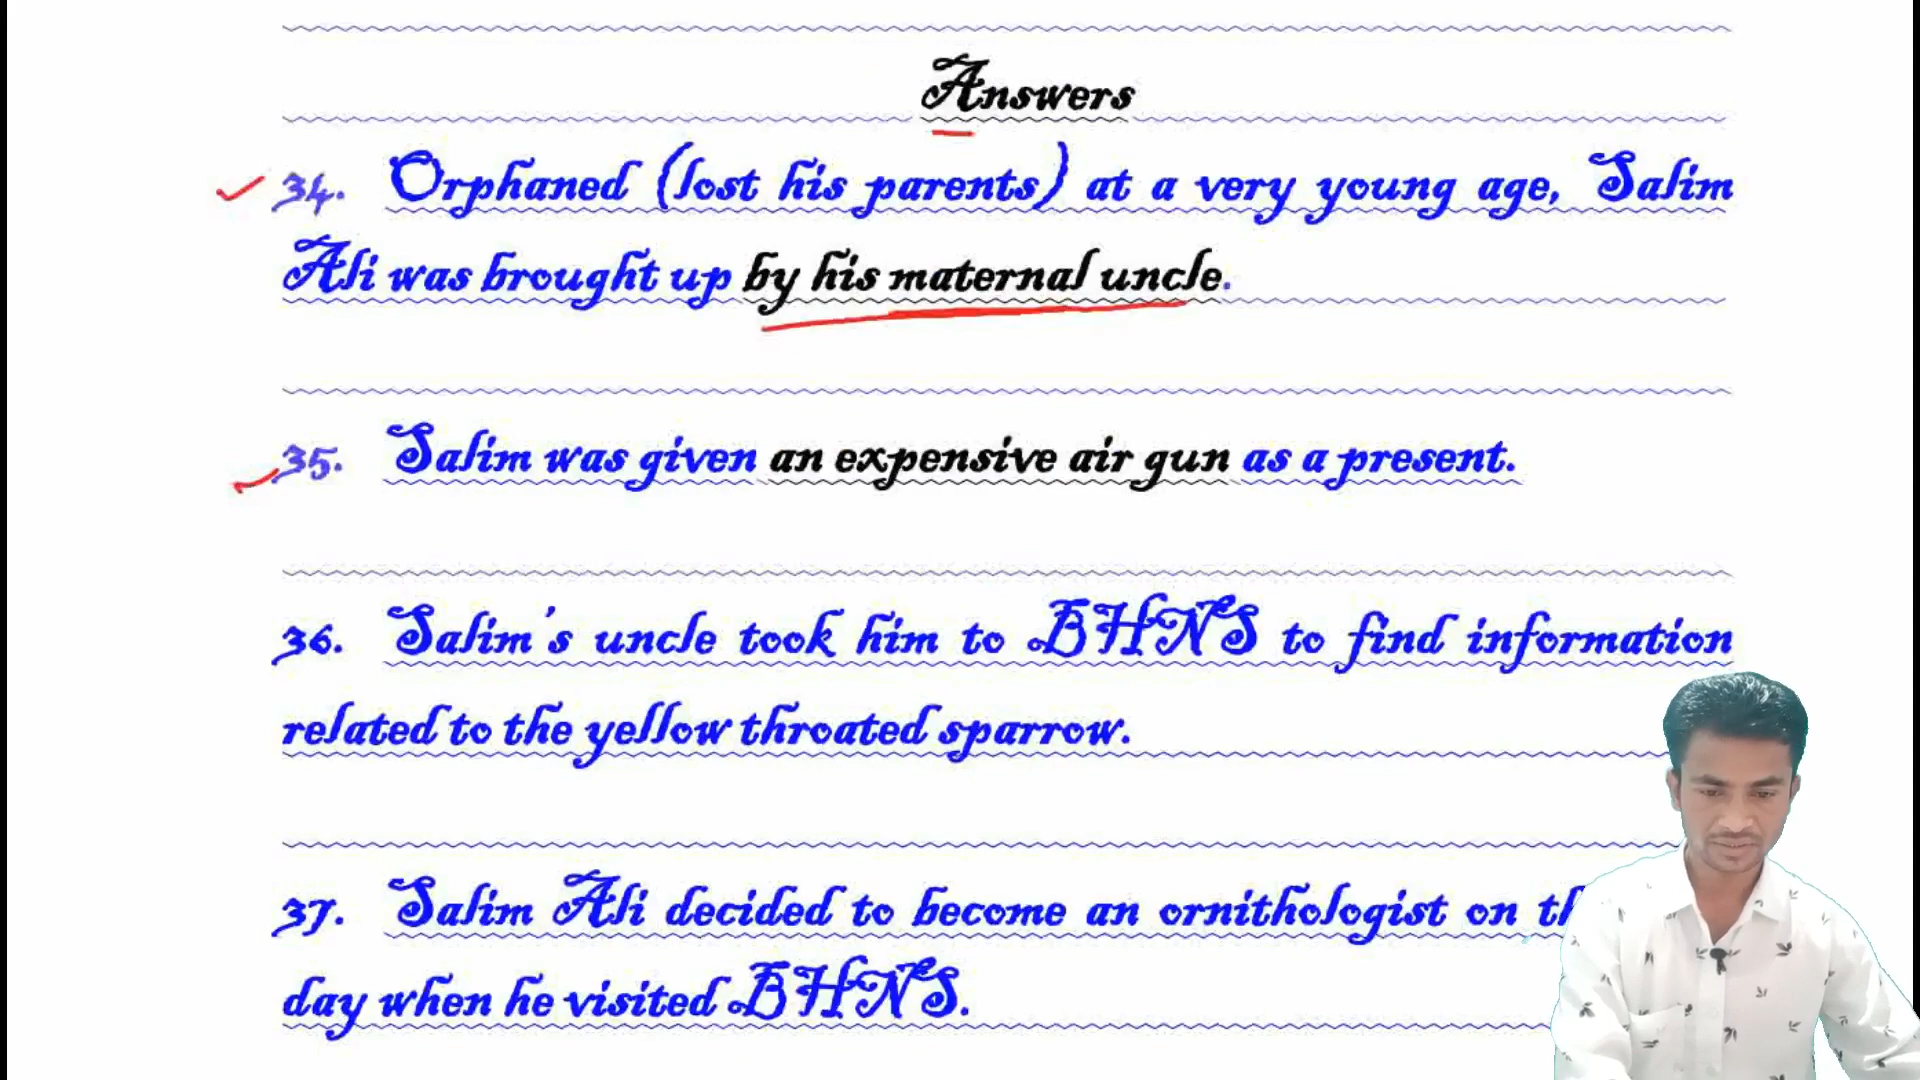 Answers
34. Orphaned (lost his parents) at a very young age, Salim
Ali was brought up by his maternal uncle.
35. Salim was given an expensive air gun as a present.
36. Salim's uncle took him to BHNS to find information
related to the yellow throated sparrow.
37. Salim Ali decided to become an ornithologist on
day when he visited BHNS.